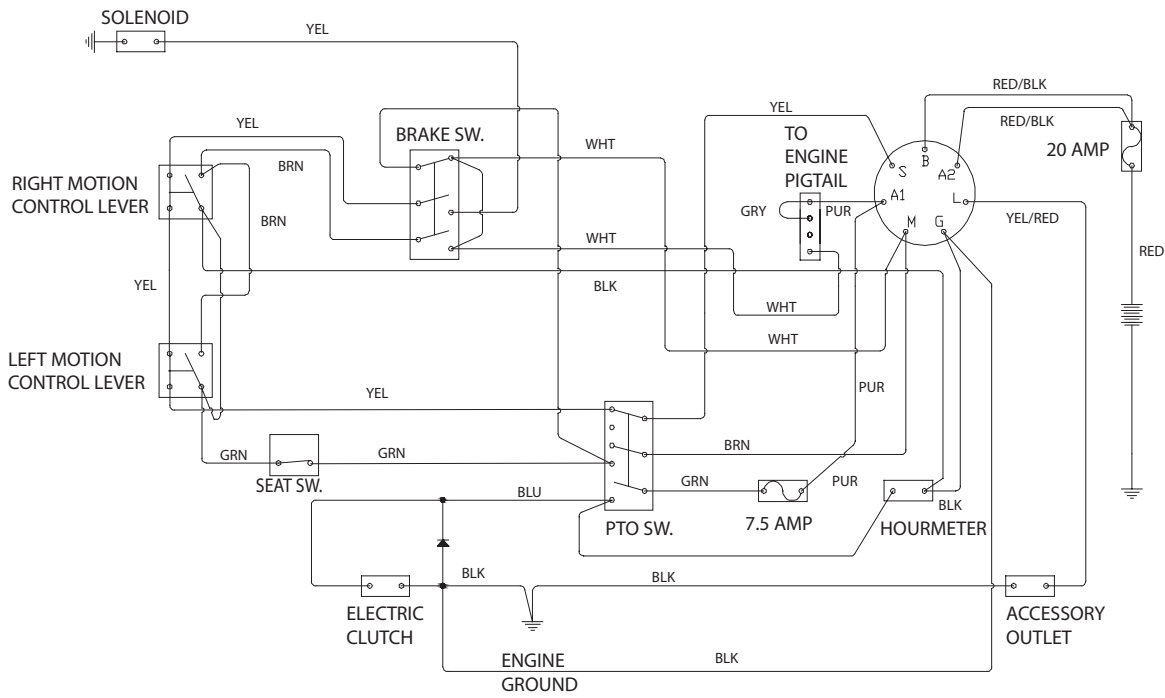 SOLENOID
YEL
RED/BLK
YEL
RED/BLK
YEL
BRAKE SW.
WHT
TO
ENGINE
PIGTAIL
S
B
A2
20 AMP
BRN
RIGHT MOTION
CONTROL LEVER
GRY
PUR
A1
L
YEL/RED
BRN
M
G
WHT
RED
YEL
BLK
WHT
WHT
LEFT MOTION
CONTROL LEVER
YEL
PUR
BRN
GRN
GRN
SEAT SW.
GRN
PUR
BLU
PTO SW.
7.5 AMP
BLK
HOURMETER
BLK
BLK
ELECTRIC
CLUTCH
ACCESSORY
OUTLET
ENGINE
GROUND
BLK